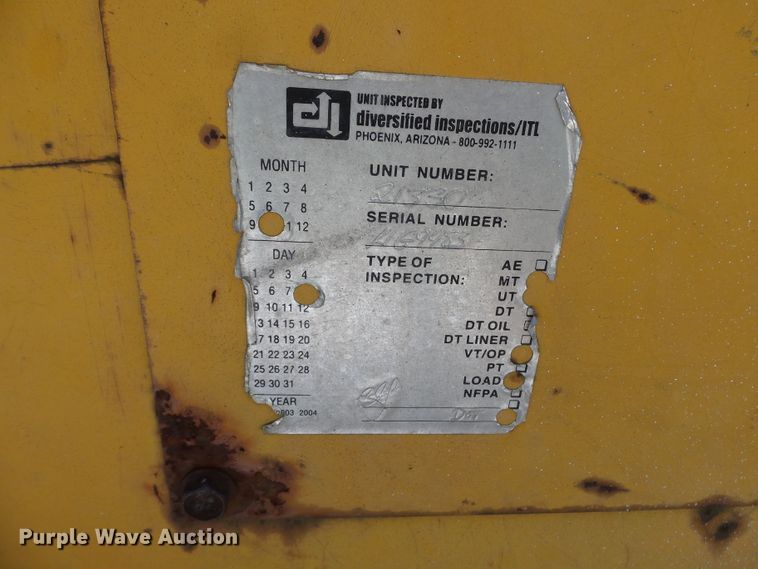 UNIT INSPECTED BY
diversified inspections/ITL
PHOENIX, ARIZONA - 800-992-1111
MONTH
1 2 3 4
5 6 7 8
9 1 12
DAY
1 2 3 4
5 6 7 8
9 10 11 12
13 14 15 16
17 18 19 20
21 22 23 24
25 26 27 28
29 30 31
YEAR
2003 2004
UNIT NUMBER:
SERIAL NUMBER:
TYPE OF
INSPECTION:
AE
MT
UT
DT
DT OIL
DT LINER
VT/OP
PT
LOAD
NFPA
Purple Wave Auction